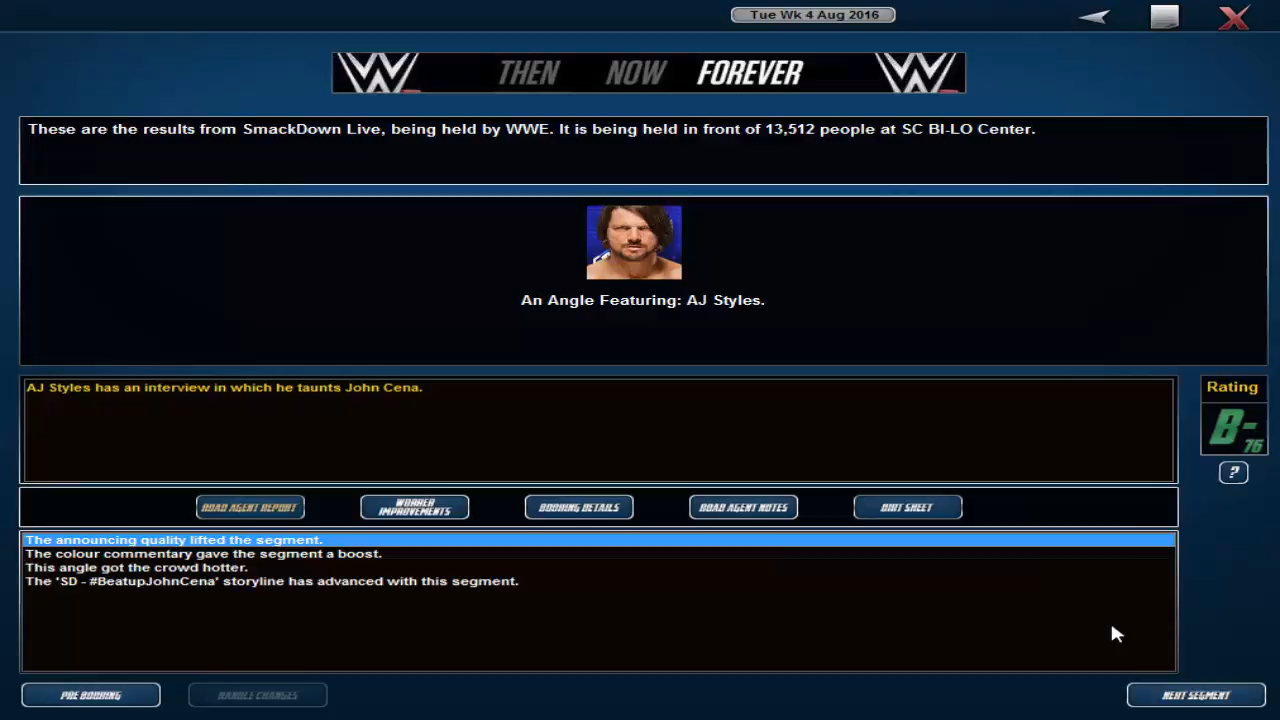 Tue Wk 4 Aug 2016
THEN NOW FOREVER
These are the results from SmackDown Live, being held by WWE. It is being held in front of 13,512 people at SC BI-LO Center.
An Angle Featuring: AJ Styles.
AJ Styles has an interview in which he taunts John Cena.
Rating
B-
76
?
ROAD AGENT REPORT
WORKER IMPROVEMENTS
BOOKING DETAILS
ROAD AGENT NOTES
DIRT SHEET
The announcing quality lifted the segment.
The colour commentary gave the segment a boost.
This angle got the crowd hotter.
The 'SD - #BeatupJohnCena' storyline has advanced with this segment.
PRE BOOKING
HANDLE CHANGES
NEXT SEGMENT